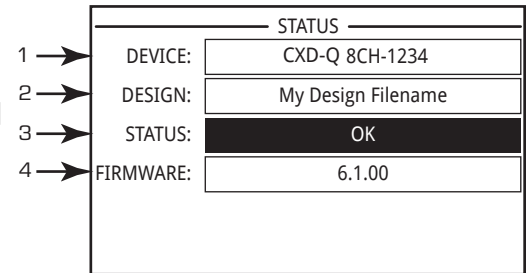 STATUS
1 DEVICE: CXD-Q 8CH-1234
2 DESIGN: My Design Filename
3 STATUS: OK
4 FIRMWARE: 6.1.00